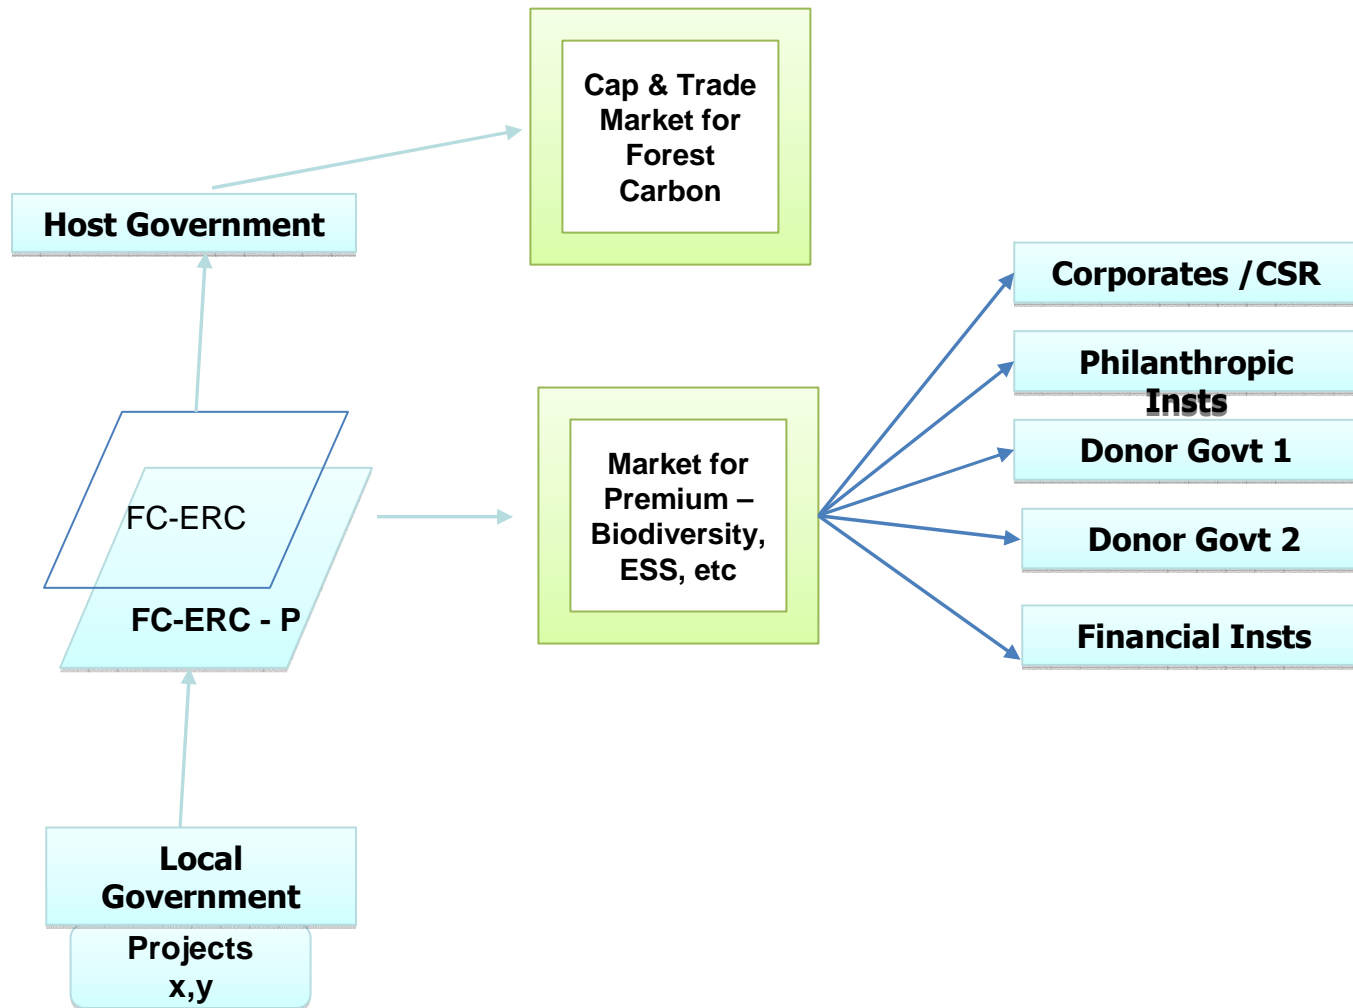 Cap & Trade
Market for
Forest
Carbon
Host Government
Corporates /CSR
Philanthropic
Insts
Donor Govt 1
Donor Govt 2
Financial Insts
Market for
Premium –
Biodiversity,
ESS, etc
FC-ERC
FC-ERC - P
Local
Government
Projects
x,y